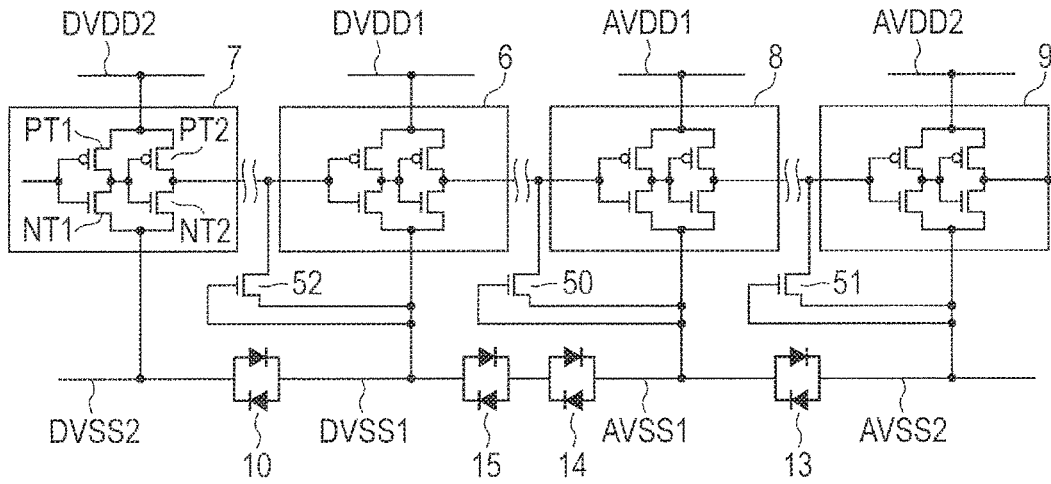 DVDD2 DVDD1 AVDD1 AVDD2
7 6 8 9
PT1 PT2
NT1 NT2
52 50 51
DVSS2 DVSS1 AVSS1 AVSS2
10 15 14 13